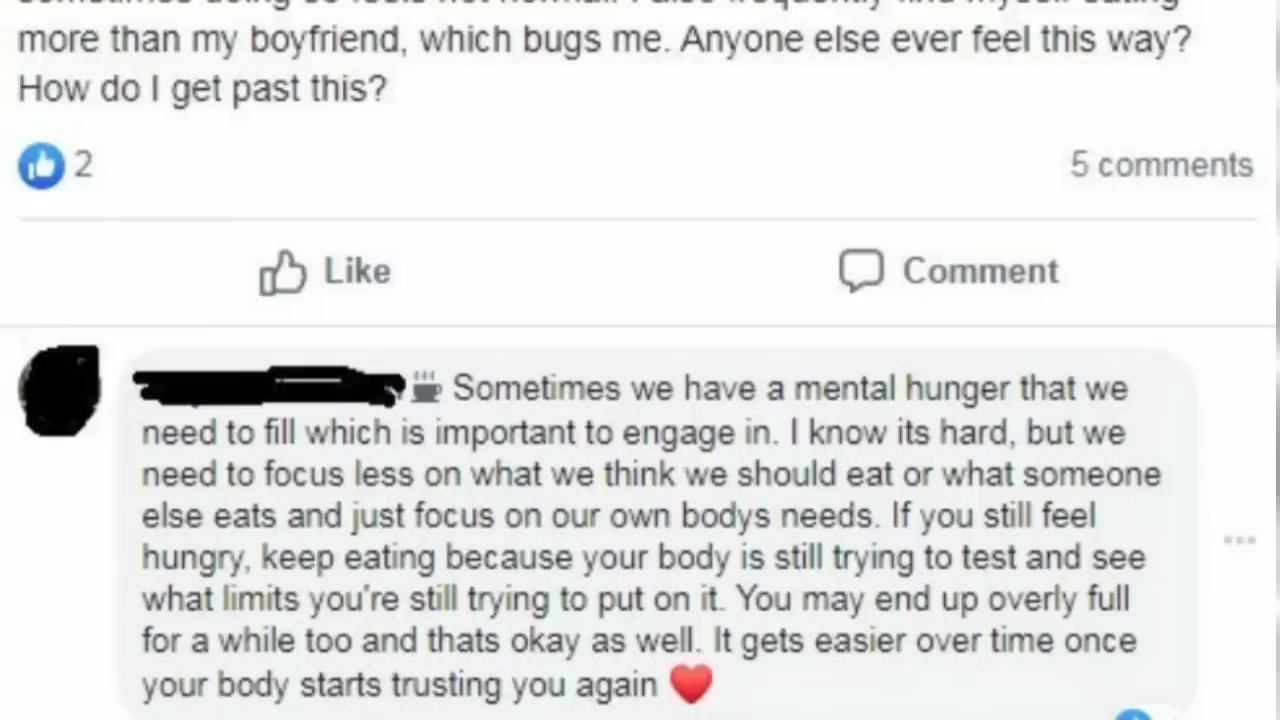 more than my boyfriend, which bugs me. Anyone else ever feel this way?
How do I get past this?
2
5 comments
Like
Comment
Sometimes we have a mental hunger that we
need to fill which is important to engage in. I know its hard, but we
need to focus less on what we think we should eat or what someone
else eats and just focus on our own bodys needs. If you still feel
hungry, keep eating because your body is still trying to test and see
what limits you're still trying to put on it. You may end up overly full
for a while too and thats okay as well. It gets easier over time once
your body starts trusting you again